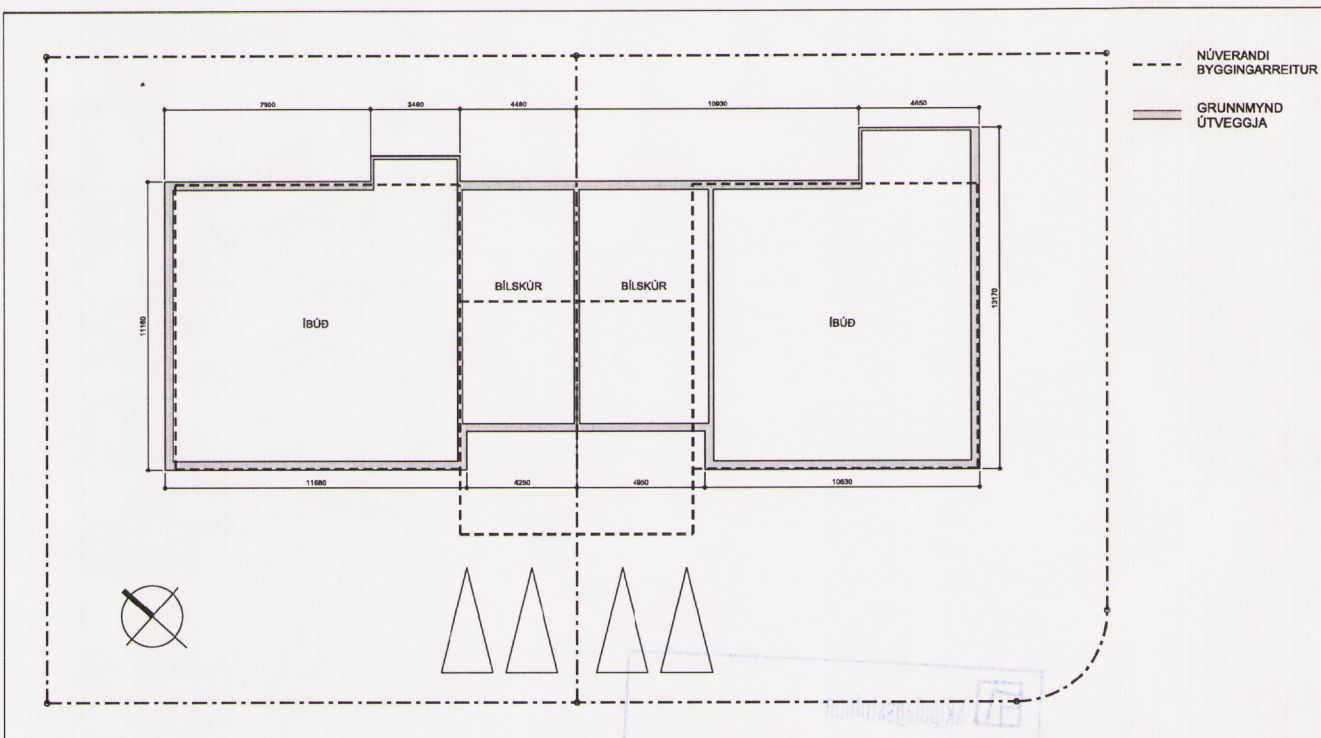 NÚVERANDI
BYGGINGARREITUR
GRUNNMYND
ÚTVEGGJA
7990 3480 4480 10930 4650
BÍLSKÚR BÍLSKÚR
ÍBÚÐ ÍBÚÐ
11160 13170
11680 4250 4950 10630